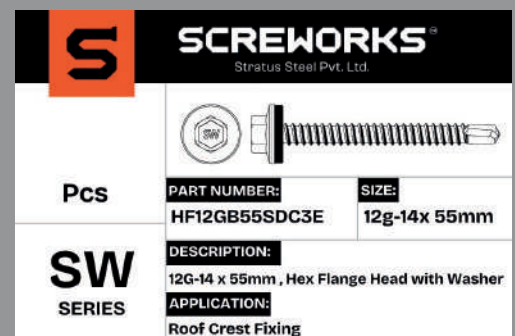 S
SCREWORKS®
Stratus Steel Pvt. Ltd.
SW
Pcs
PART NUMBER:
HF12GB55SDC3E
SIZE:
12g-14x 55mm
SW
SERIES
DESCRIPTION:
12G-14 x 55mm , Hex Flange Head with Washer
APPLICATION:
Roof Crest Fixing